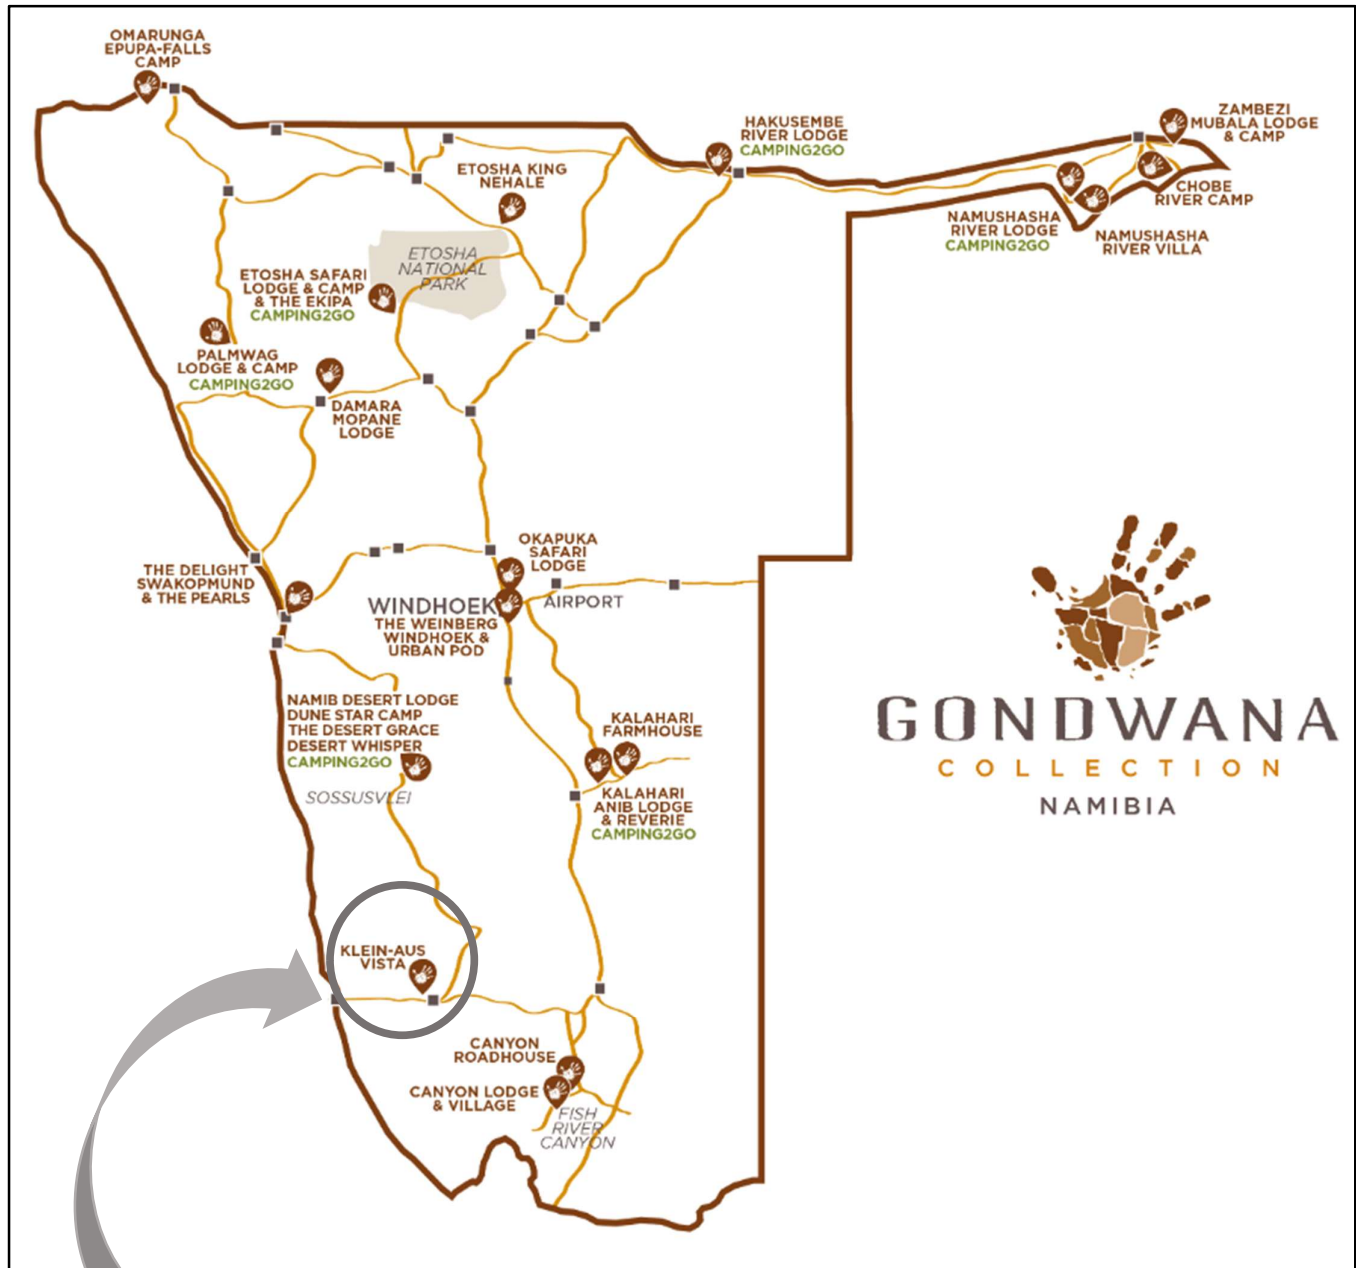 OMARUNGA
EPUPA-FALLS
CAMP
HAKUSEMBE
RIVER LODGE
CAMPING2GO
ZAMBEZI
MUBALA LODGE
& CAMP
ETOSHA KING
NEHALE
CHOBE
RIVER CAMP
NAMUSHASHA
RIVER LODGE
CAMPING2GO
NAMUSHASHA
RIVER VILLA
ETOSHA
NATIONAL
PARK
ETOSHA SAFARI
LODGE & CAMP
& THE EKIPA
CAMPING2GO
PALMWAG
LODGE & CAMP
CAMPING2GO
DAMARA
MOPANE
LODGE
OKAPUKA
SAFARI
LODGE
THE DELIGHT
SWAKOPMUND
& THE PEARLS
WINDHOEK
THE WEINBERG
WINDHOEK &
URBAN POD
AIRPORT
NAMIB DESERT LODGE
DUNE STAR CAMP
THE DESERT GRACE
DESERT WHISPER
CAMPING2GO
SOSSUSVLEI
KALAHARI
FARMHOUSE
KALAHARI
ANIB LODGE
& REVERIE
CAMPING2GO
GONDWANA
COLLECTION
NAMIBIA
KLEIN-AUS
VISTA
CANYON
ROADHOUSE
CANYON LODGE
& VILLAGE
FISH
RIVER
CANYON